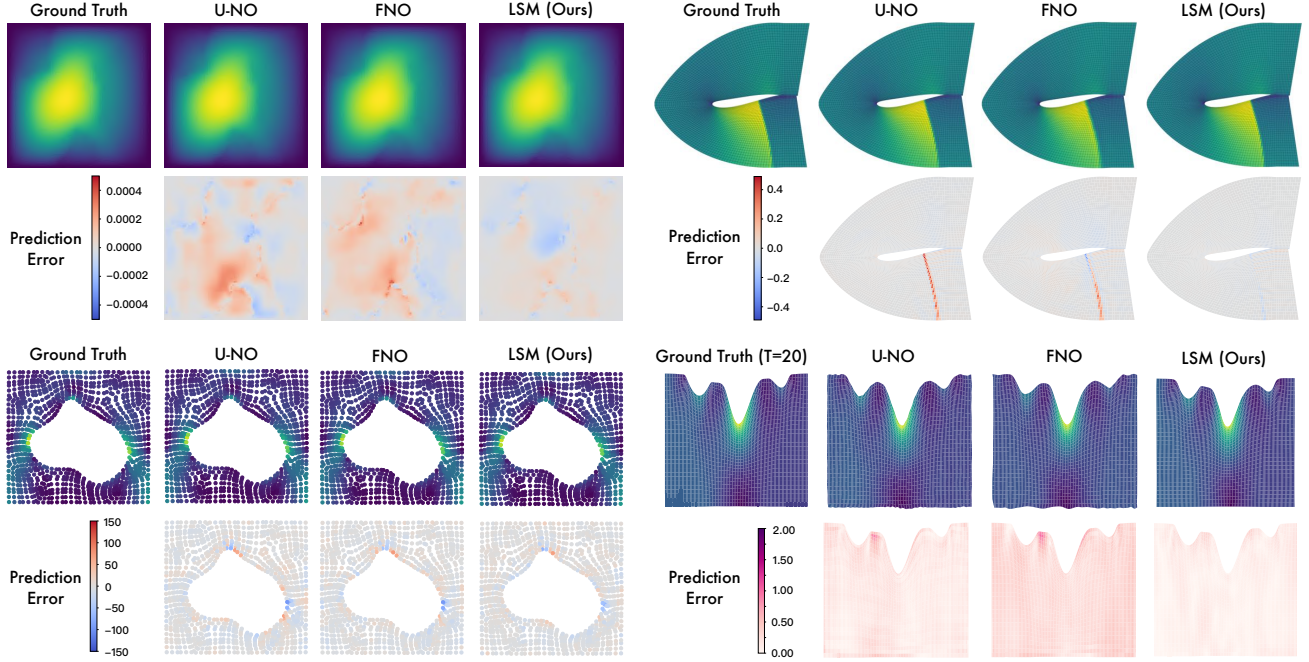 Ground Truth U-NO FNO LSM (Ours)
Prediction
Error
0.0004
0.0002
0.0000
−0.0002
−0.0004
Ground Truth U-NO FNO LSM (Ours)
Prediction
Error
0.4
0.2
0.0
−0.2
−0.4
Ground Truth U-NO FNO LSM (Ours)
Prediction
Error
150
100
50
0
−50
−100
−150
Ground Truth (T=20) U-NO FNO LSM (Ours)
Prediction
Error
2.00
1.50
1.00
0.50
0.00